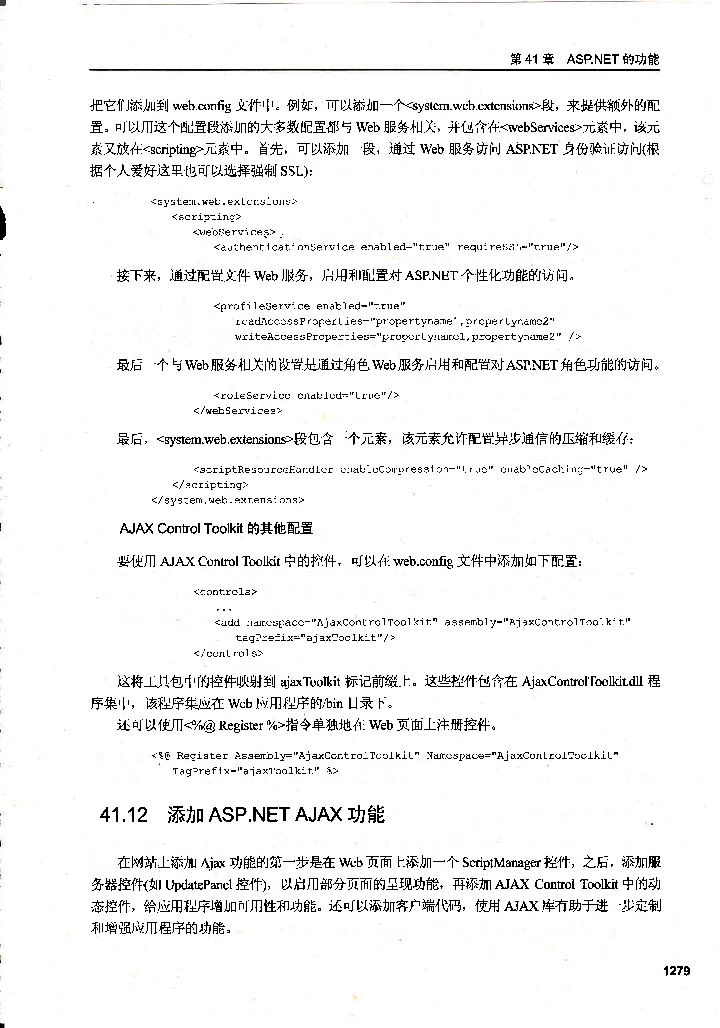 第 41 章 ASP.NET 的功能
把它们添加到 web.config 文件中。例如，可以添加一个<system.web.extensions>段，来提供额外的配
置。可以用这个配置段添加的大多数配置都与 Web 服务相关，并包含在<webServices>元素中，该元
素又放在<scripting>元素中。首先，可以添加一段，通过 Web 服务访问 ASP.NET 身份验证访问(根
据个人爱好这里也可以选择强制 SSL)：
<system.web.extensions>
<scripting>
<webServices>
<authenticationService enabled="true" requireSSL="true"/>
接下来，通过配置文件 Web 服务，启用和配置对 ASP.NET 个性化功能的访问。
<profileService enabled="true"
readAccessProperties="propertyname1,propertyname2"
writeAccessProperties="propertyname1,propertyname2" />
最后一个与 Web 服务相关的设置是通过角色 Web 服务启用和配置对 ASP.NET 角色功能的访问。
<roleService enabled="true"/>
</webServices>
最后，<system.web.extensions>段包含一个元素，该元素允许配置异步通信的压缩和缓存：
<scriptResourceHandler enableCompression="true" enableCaching="true" />
</scripting>
</system.web.extensions>
AJAX Control Toolkit 的其他配置
要使用 AJAX Control Toolkit 中的控件，可以在 web.config 文件中添加如下配置：
<controls>
...
<add namespace="AjaxControlToolkit" assembly="AjaxControlToolkit"
tagPrefix="ajaxToolkit"/>
</controls>
这将工具包中的控件映射到 ajaxToolkit 标记前缀上。这些控件包含在 AjaxControlToolkit.dll 程
序集中，该程序集应在 Web 应用程序的/bin 目录下。
还可以使用<%@ Register %>指令单独地在 Web 页面上注册控件。
<%@ Register Assembly="AjaxControlToolkit" Namespace="AjaxControlToolkit"
TagPrefix="ajaxToolkit" %>
41.12 添加 ASP.NET AJAX 功能
在网站上添加 Ajax 功能的第一步是在 Web 页面上添加一个 ScriptManager 控件，之后，添加服
务器控件(如 UpdatePanel 控件)，以启用部分页面的呈现功能，再添加 AJAX Control Toolkit 中的动
态控件，给应用程序增加可用性和功能。还可以添加客户端代码，使用 AJAX 库有助于进一步定制
和增强应用程序的功能。
1279